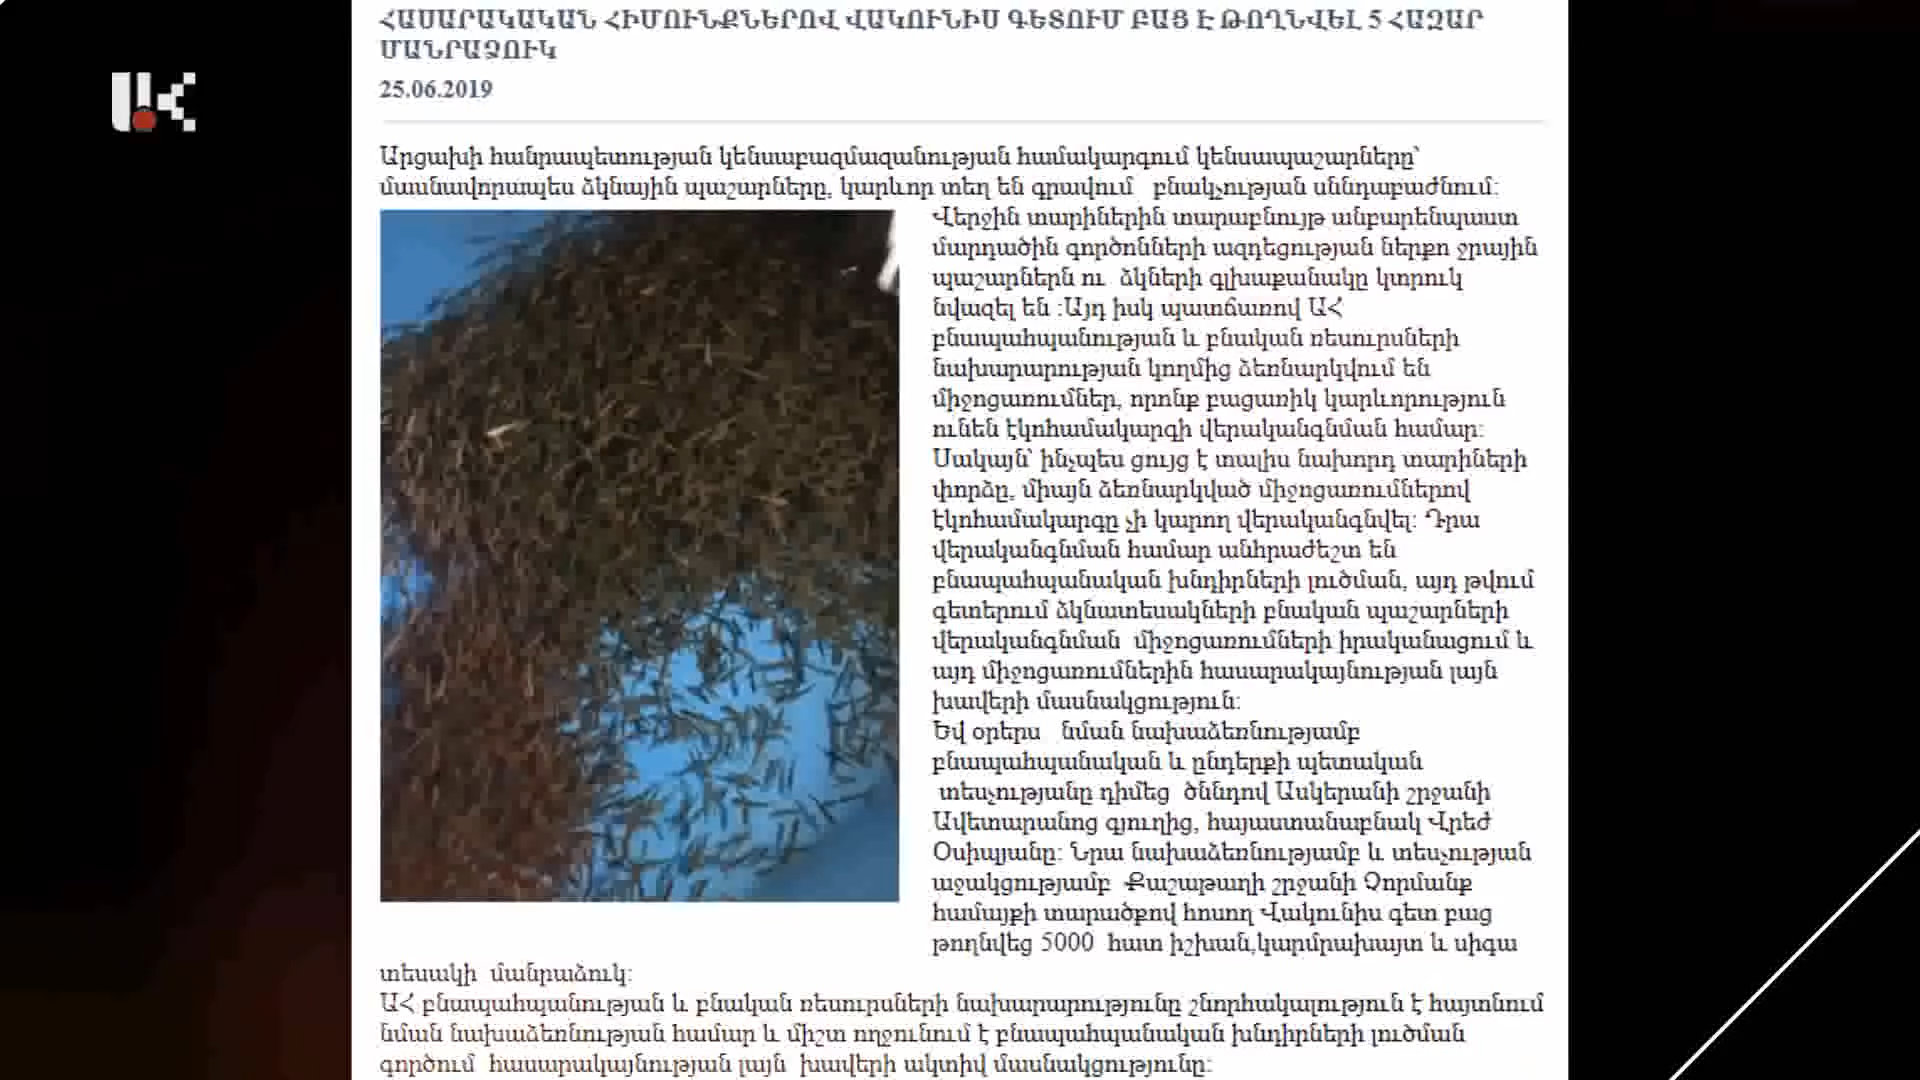 ՀԱՍԱՐԱԿԱԿԱՆ ՀԻՄՈՒՆՔՆԵՐՈՎ ՎԱԿՈՒՆԻՍ ԳԵՏՈՒՄ ԲԱՑ Է ԹՈՂՆՎԵԼ 5 ՀԱԶԱՐ
ՄԱՆՐԱՁՈՒԿ
25.06.2019
Արցախի հանրապետության կենսաբազմազանության համակարգում կենսապաշարները՝
մասնավորապես ձկնային պաշարները, կարևոր տեղ են գրավում բնակչության սննդաբաժնում:
Վերջին տարիներին տարաբնույթ անբարենպաստ
մարդածին գործոնների ազդեցության ներքո ջրային
պաշարներն ու ձկների գլխաքանակը կտրուկ
նվազել են :Այդ իսկ պատճառով ԱՀ
բնապահպանության և բնական ռեսուրսների
նախարարության կողմից ձեռնարկվում են
միջոցառումներ, որոնք բացառիկ կարևորություն
ունեն էկոհամակարգի վերականգնման համար:
Սակայն՝ ինչպես ցույց է տալիս նախորդ տարիների
փորձը, միայն ձեռնարկված միջոցառումներով
էկոհամակարգը չի կարող վերականգնվել: Դրա
վերականգնման համար անհրաժեշտ են
բնապահպանական խնդիրների լուծման, այդ թվում
գետերում ձկնատեսակների բնական պաշարների
վերականգնման միջոցառումների իրականացում և
այդ միջոցառումներին հասարակայնության լայն
խավերի մասնակցություն:
Եվ օրերս նման նախաձեռնությամբ
բնապահպանական և ընդերքի պետական
տեսչությանը դիմեց ծննդով Ասկերանի շրջանի
Ավետարանոց գյուղից, հայաստանաբնակ Վրեժ
Օսիպյանը: Նրա նախաձեռնությամբ և տեսչության
աջակցությամբ Քաշաթաղի շրջանի Չորմանք
համայքի տարածքով հոսող Վակունիս գետ բաց
թողնվեց 5000 հատ իշխան,կարմրախայտ և սիգա
տեսակի մանրաձուկ:
ԱՀ բնապահպանության և բնական ռեսուրսների նախարարությունը շնորհակալություն է հայտնում
նման նախաձեռնության համար և միշտ ողջունում է բնապահպանական խնդիրների լուծման
գործում հասարակայնության լայն խավերի ակտիվ մասնակցությունը: